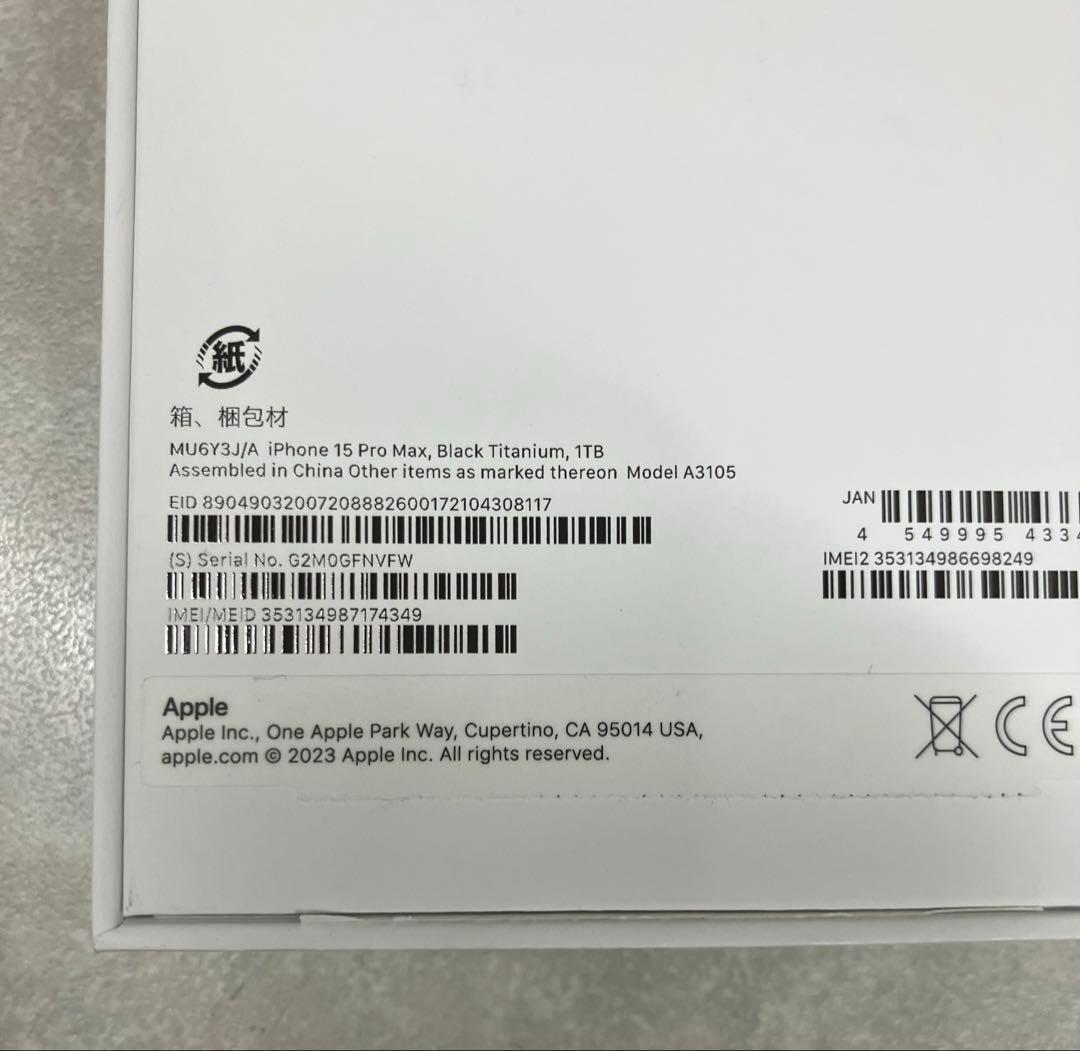 紙
箱、梱包材
MU6Y3J/A iPhone 15 Pro Max, Black Titanium, 1TB
Assembled in China Other items as marked thereon Model A3105
EID 89049032007208882600172104308117
JAN
4 549995 4334
(S) Serial No. G2M0GFNVFW
IMEI2 353134986698249
IMEI/MEID 353134987174349
Apple
Apple Inc., One Apple Park Way, Cupertino, CA 95014 USA,
apple.com © 2023 Apple Inc. All rights reserved.
CE